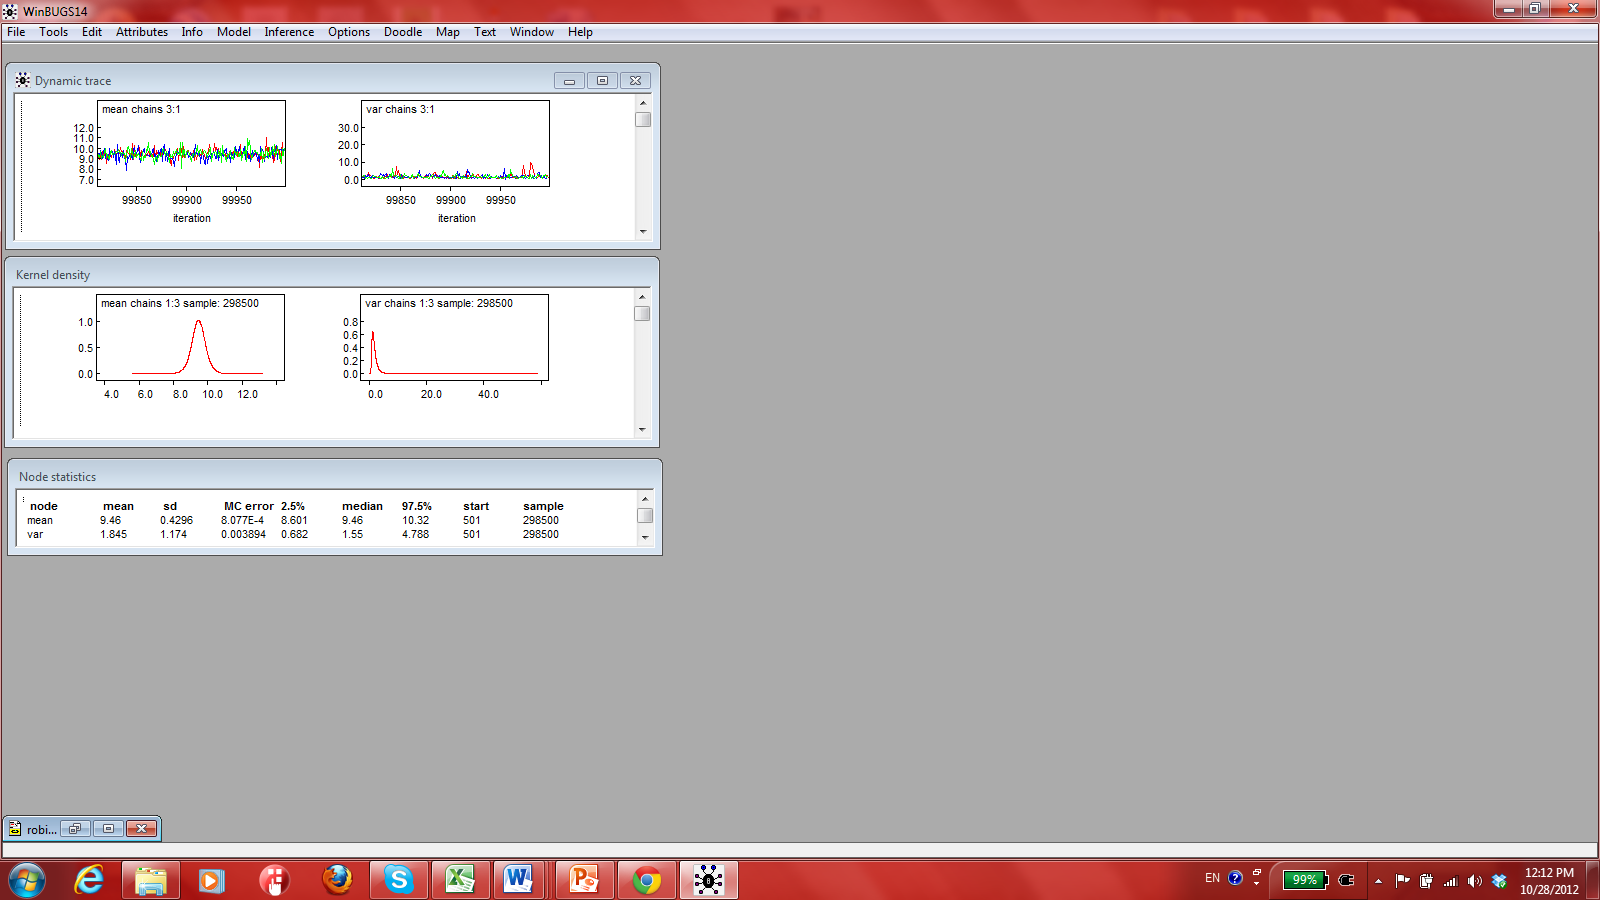 WinBUGS14
File Tools Edit Attributes Info Model Inference Options Doodle Map Text Window Help
Dynamic trace
mean chains 3:1
12.0
11.0
10.0
9.0
8.0
7.0
99850 99900 99950
iteration
var chains 3:1
30.0
20.0
10.0
0.0
99850 99900 99950
iteration
Kernel density
mean chains 1:3 sample: 298500
1.0
0.5
0.0
4.0 6.0 8.0 10.0 12.0
var chains 1:3 sample: 298500
0.8
0.6
0.4
0.2
0.0
0.0 20.0 40.0
Node statistics
node mean sd MC error 2.5% median 97.5% start sample
mean 9.46 0.4296 8.077E-4 8.601 9.46 10.32 501 298500
var 1.845 1.174 0.003894 0.682 1.55 4.788 501 298500
robi...
EN 99% 12:12 PM
10/28/2012